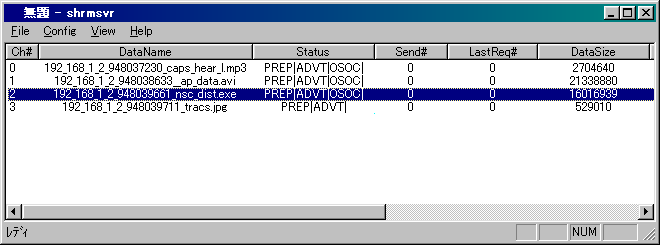 無題 - shrmsvr
File Config View Help
Ch# DataName Status Send# LastReq# DataSize
0 192_168_1_2_948037230_caps_hear_l.mp3 PREP|ADVT|OSOC| 0 0 2704640
1 192_168_1_2_948038633__ap_data.avi PREP|ADVT|OSOC| 0 0 21338880
2 192_168_1_2_948039661_nsc_dist.exe PREP|ADVT|OSOC| 0 0 16016939
3 192_168_1_2_948039711_tracs.jpg PREP|ADVT| 0 0 529010
ﾚﾃﾞｨ NUM